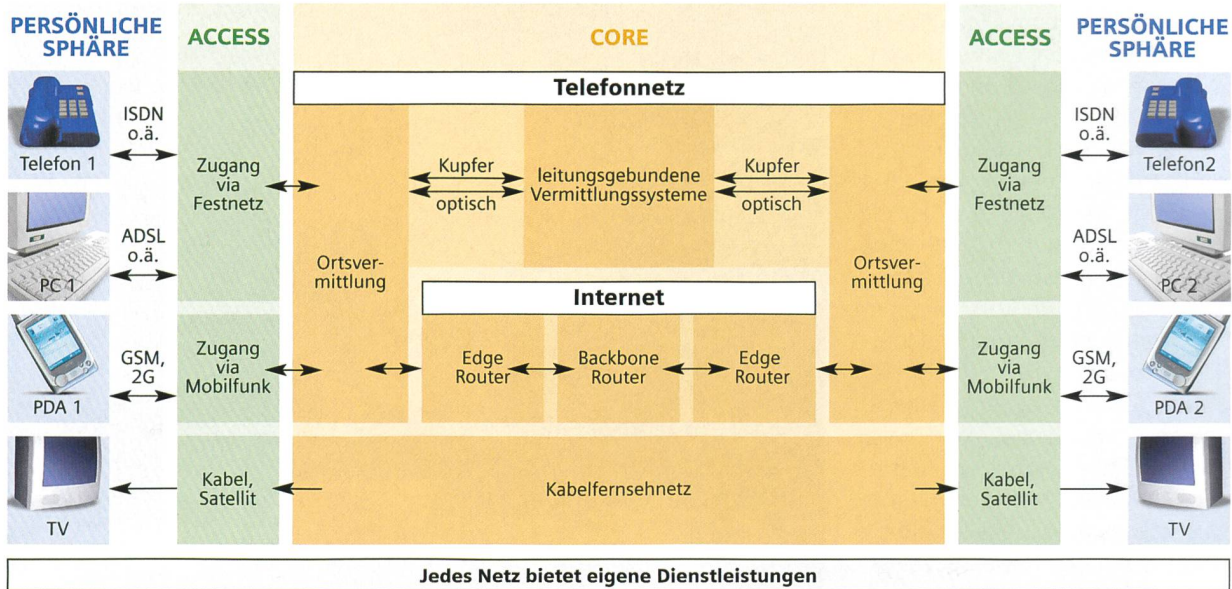 PERSÖNLICHE
SPHÄRE
ACCESS
CORE
ACCESS
PERSÖNLICHE
SPHÄRE
Telefonnetz
Telefon 1
ISDN
o.ä.
PC 1
ADSL
o.ä.
Zugang
via
Festnetz
Ortsver-
mittlung
Kupfer
optisch
leitungsgebundene
Vermittlungssysteme
Kupfer
optisch
Ortsver-
mittlung
Zugang
via
Festnetz
ISDN
o.ä.
Telefon2
ADSL
o.ä.
PC 2
Internet
PDA 1
GSM,
2G
Zugang
via
Mobilfunk
Edge
Router
Backbone
Router
Edge
Router
Zugang
via
Mobilfunk
GSM,
2G
PDA 2
TV
Kabel,
Satellit
Kabelfernsehnetz
Kabel,
Satellit
TV
Jedes Netz bietet eigene Dienstleistungen